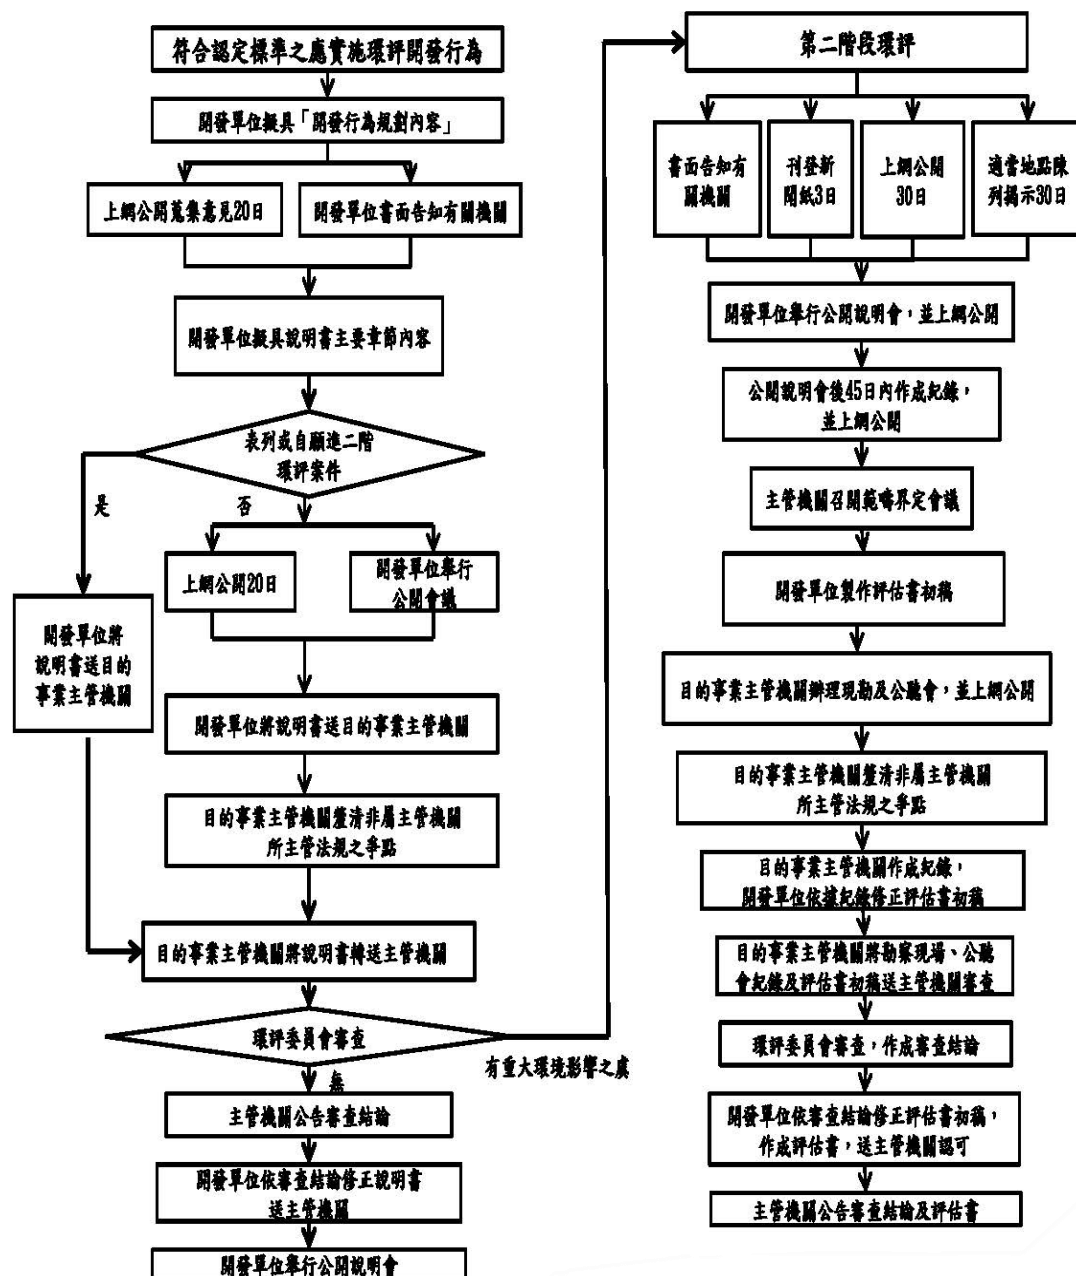 符合認定標準之應實施環評開發行為
開發單位擬具「開發行為規劃內容」
上網公開蒐集意見20日
開發單位書面告知有關機關
開發單位擬具說明書主要章節內容
表列或自願進二階
環評案件
是
否
上網公開20日
開發單位舉行
公開會議
開發單位將
說明書送目的
事業主管機關
開發單位將說明書送目的事業主管機關
目的事業主管機關釐清非屬主管機關
所主管法規之爭點
目的事業主管機關將說明書轉送主管機關
環評委員會審查
有重大環境影響之虞
無
主管機關公告審查結論
開發單位依審查結論修正說明書
送主管機關
開發單位舉行公開說明會
第二階段環評
書面告知有
關機關
刊登新
聞紙3日
上網公開
30日
適當地點陳
列揭示30日
開發單位舉行公開說明會，並上網公開
公開說明會後45日內作成紀錄，
並上網公開
主管機關召開範疇界定會議
開發單位製作評估書初稿
目的事業主管機關辦理現勘及公聽會，並上網公開
目的事業主管機關釐清非屬主管機關
所主管法規之爭點
目的事業主管機關作成紀錄，
開發單位依據紀錄修正評估書初稿
目的事業主管機關將勘察現場、公聽
會紀錄及評估書初稿送主管機關審查
環評委員會審查，作成審查結論
開發單位依審查結論修正評估書初稿，
作成評估書，送主管機關認可
主管機關公告審查結論及評估書